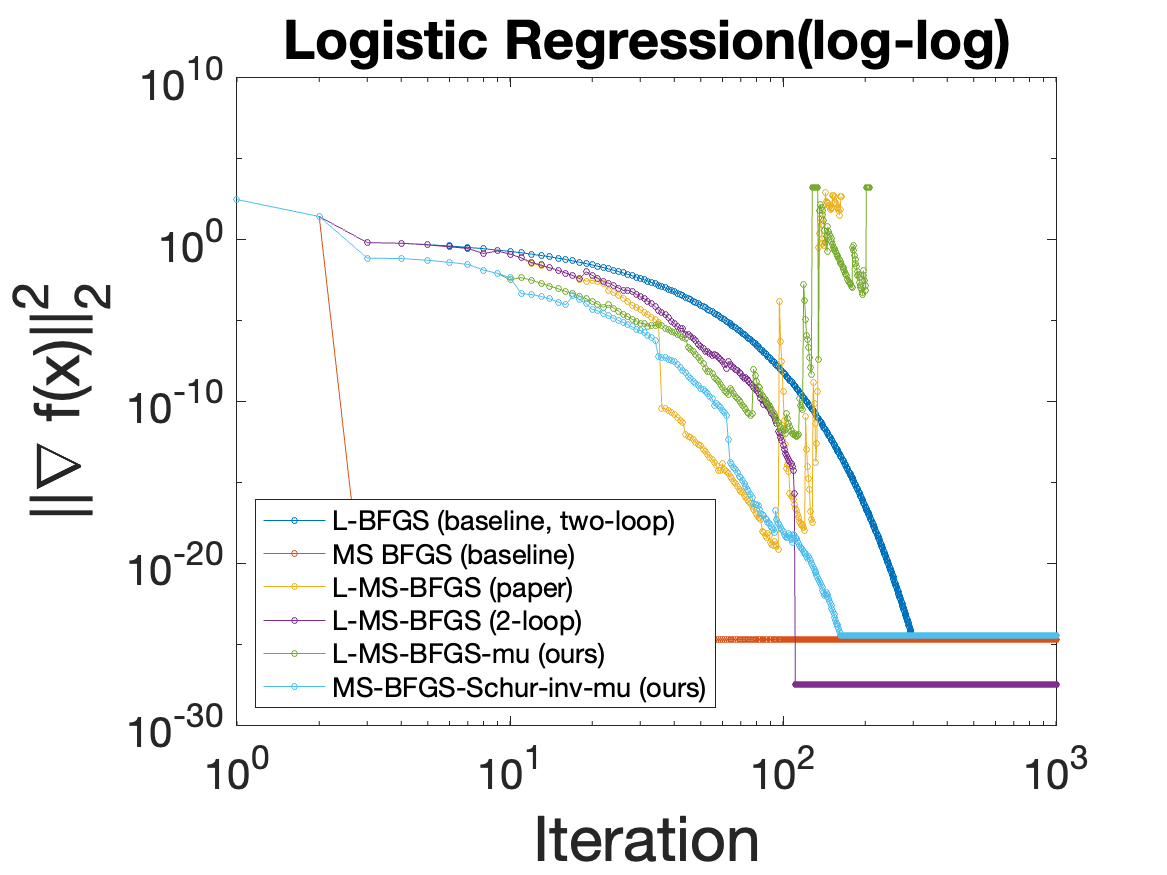 Logistic Regression(log-log)
10^10
10^0
10^-10
10^-20
10^-30
||∇ f(x)||_2^2
L-BFGS (baseline, two-loop)
MS BFGS (baseline)
L-MS-BFGS (paper)
L-MS-BFGS (2-loop)
L-MS-BFGS-mu (ours)
MS-BFGS-Schur-inv-mu (ours)
10^0 10^1 10^2 10^3
Iteration